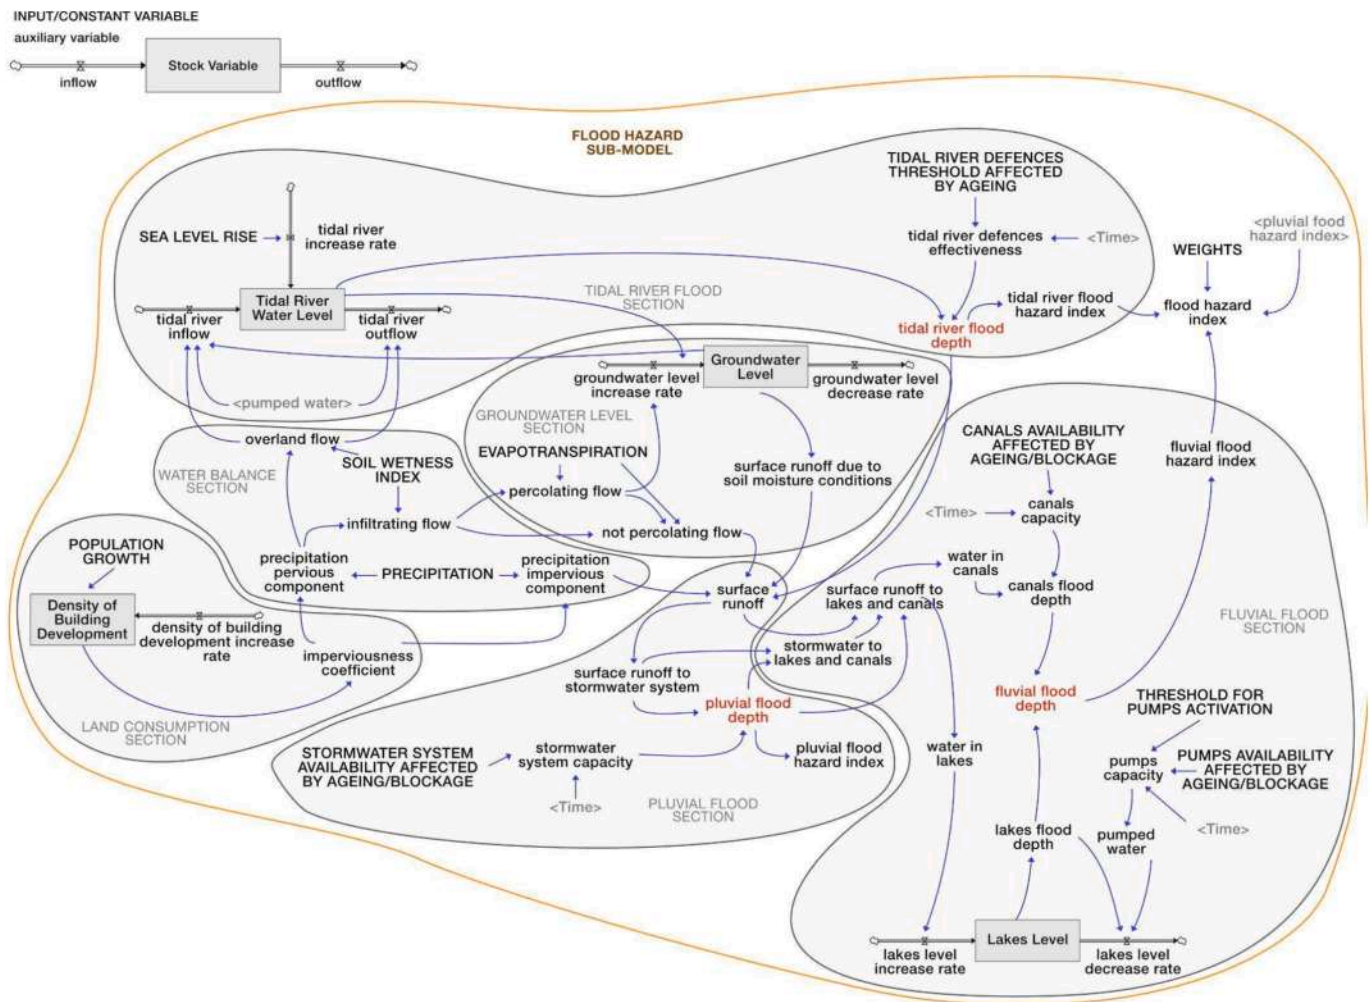 INPUT/CONSTANT VARIABLE
auxiliary variable
Stock Variable
inflow
outflow
FLOOD HAZARD
SUB-MODEL
TIDAL RIVER DEFENCES
THRESHOLD AFFECTED
BY AGEING
SEA LEVEL RISE
tidal river
increase rate
tidal river defences
effectiveness
<Time>
WEIGHTS
<pluvial food
hazard index>
Tidal River
Water Level
TIDAL RIVER FLOOD
SECTION
tidal river flood
hazard index
flood hazard
index
tidal river
inflow
tidal river
outflow
tidal river flood
depth
Groundwater
Level
groundwater level
increase rate
groundwater level
decrease rate
<pumped water>
GROUNDWATER LEVEL
SECTION
overland flow
EVAPOTRANSPIRATION
CANALS AVAILABILITY
AFFECTED BY
AGEING/BLOCKAGE
fluvial flood
hazard index
WATER BALANCE
SECTION
SOIL WETNESS
INDEX
surface runoff due to
soil moisture conditions
percolating flow
<Time>
canals
capacity
infiltrating flow
not percolating flow
POPULATION
GROWTH
precipitation
pervious
component
PRECIPITATION
precipitation
impervious
component
water in
canals
surface
runoff
surface runoff to
lakes and canals
canals flood
depth
Density of
Building
Development
density of building
development increase
rate
FLUVIAL FLOOD
SECTION
imperviousness
coefficient
stormwater to
lakes and canals
surface runoff to
stormwater system
pluvial flood
depth
fluvial flood
depth
THRESHOLD FOR
PUMPS ACTIVATION
LAND CONSUMPTION
SECTION
STORMWATER SYSTEM
AVAILABILITY AFFECTED
BY AGEING/BLOCKAGE
stormwater
system capacity
pluvial flood
hazard index
water in
lakes
pumps
capacity
PUMPS AVAILABILITY
AFFECTED BY
AGEING/BLOCKAGE
<Time>
PLUVIAL FLOOD
SECTION
lakes flood
depth
pumped
water
<Time>
lakes level
increase rate
Lakes Level
lakes level
decrease rate